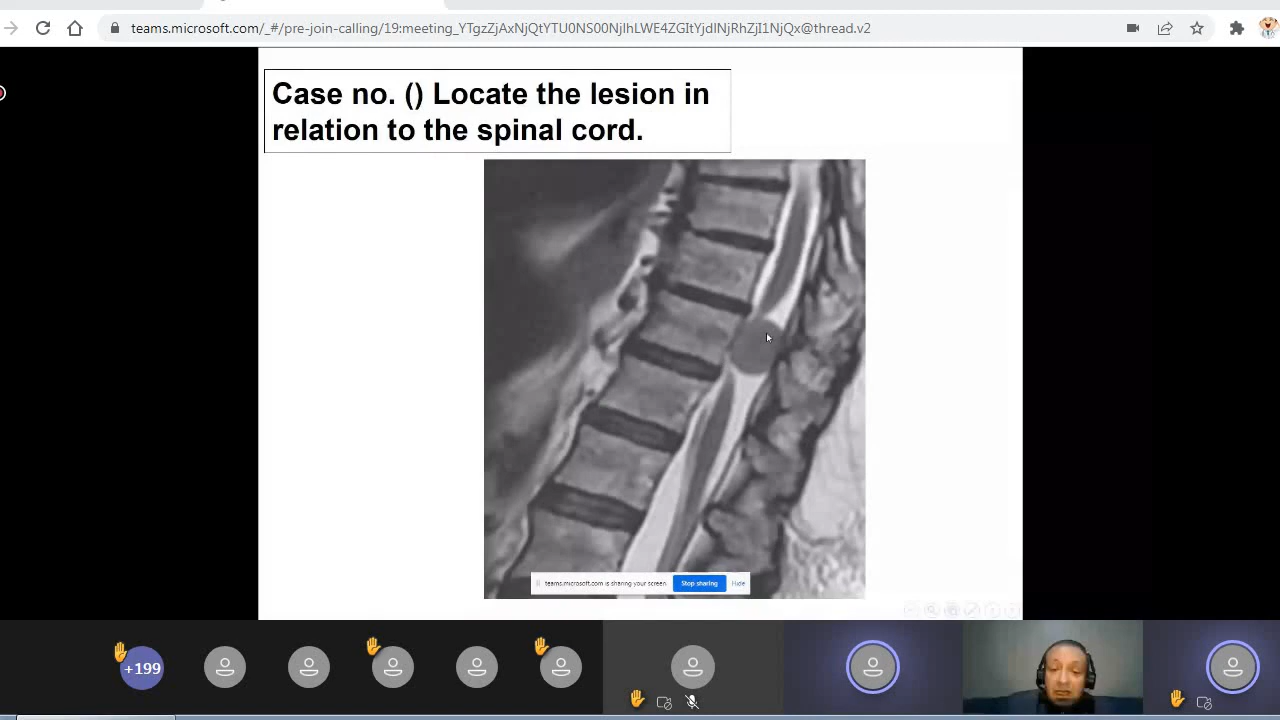 teams.microsoft.com/_#/pre-join-calling/19:meeting_YTgzZjAxNjQtYTU0NS00NjlhLWE4ZGItYjdlNjRhZjI1NjQx@thread.v2
Case no. () Locate the lesion in
relation to the spinal cord.
teams.microsoft.com is sharing your screen
Stop sharing
Hide
+199